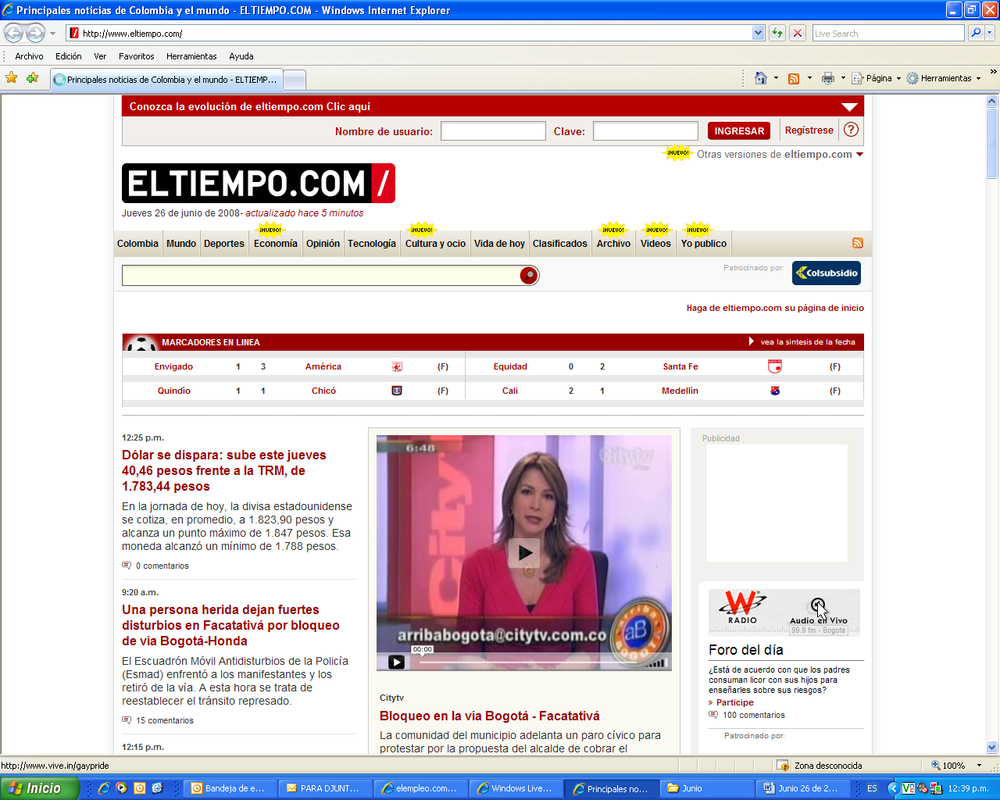 Principales noticias de Colombia y el mundo - ELTIEMPO.COM - Windows Internet Explorer
http://www.eltiempo.com/
Live Search
Archivo Edición Ver Favoritos Herramientas Ayuda
Principales noticias de Colombia y el mundo - ELTIEMP...
Página Herramientas
Conozca la evolución de eltiempo.com Clic aquí
Nombre de usuario: Clave: INGRESAR Regístrese ?
¡NUEVO! Otras versiones de eltiempo.com
ELTIEMPO.COM /
Jueves 26 de junio de 2008- actualizado hace 5 minutos
¡NUEVO! ¡NUEVO! ¡NUEVO! ¡NUEVO! ¡NUEVO!
Colombia Mundo Deportes Economía Opinión Tecnología Cultura y ocio Vida de hoy Clasificados Archivo Videos Yo publico
Patrocinado por: Colsubsidio
Haga de eltiempo.com su página de inicio
MARCADORES EN LINEA vea la sintesis de la fecha
Envigado 1 3 América (F) Equidad 0 2 Santa Fe (F)
Quindío 1 1 Chicó (F) Cali 2 1 Medellín (F)
12:25 p.m.
Dólar se dispara: sube este jueves
40,46 pesos frente a la TRM, de
1.783,44 pesos
En la jornada de hoy, la divisa estadounidense
se cotiza, en promedio, a 1.823,90 pesos y
alcanza un punto máximo de 1.847 pesos. Esa
moneda alcanzó un mínimo de 1.788 pesos.
0 comentarios
9:20 a.m.
Una persona herida dejan fuertes
disturbios en Facatativá por bloqueo
de vía Bogotá-Honda
El Escuadrón Móvil Antidisturbios de la Policía
(Esmad) enfrentó a los manifestantes y los
retiró de la vía. A esta hora se trata de
reestablecer el tránsito represado.
15 comentarios
12:15 p.m.
6:48
Citytv
City
arriba
aB
BOGOTA
arribabogota@citytv.com.co
00:00
Citytv
Bloqueo en la vía Bogotá - Facatativá
La comunidad del municipio adelanta un paro cívico para
protestar por la propuesta del alcalde de cobrar el
Publicidad
W RADIO
Audio en Vivo
99.9 fm - Bogotá
Foro del día
¿Está de acuerdo con que los padres
consuman licor con sus hijos para
enseñarles sobre sus riesgos?
» Participe
100 comentarios
Patrocinado por:
http://www.vive.in/gaypride Zona desconocida 100%
Inicio Bandeja de e... PARA DJUNT... elempleo.com... Windows Live... Principales no... Junio Junio 26 de 2... ES 12:39 p.m.